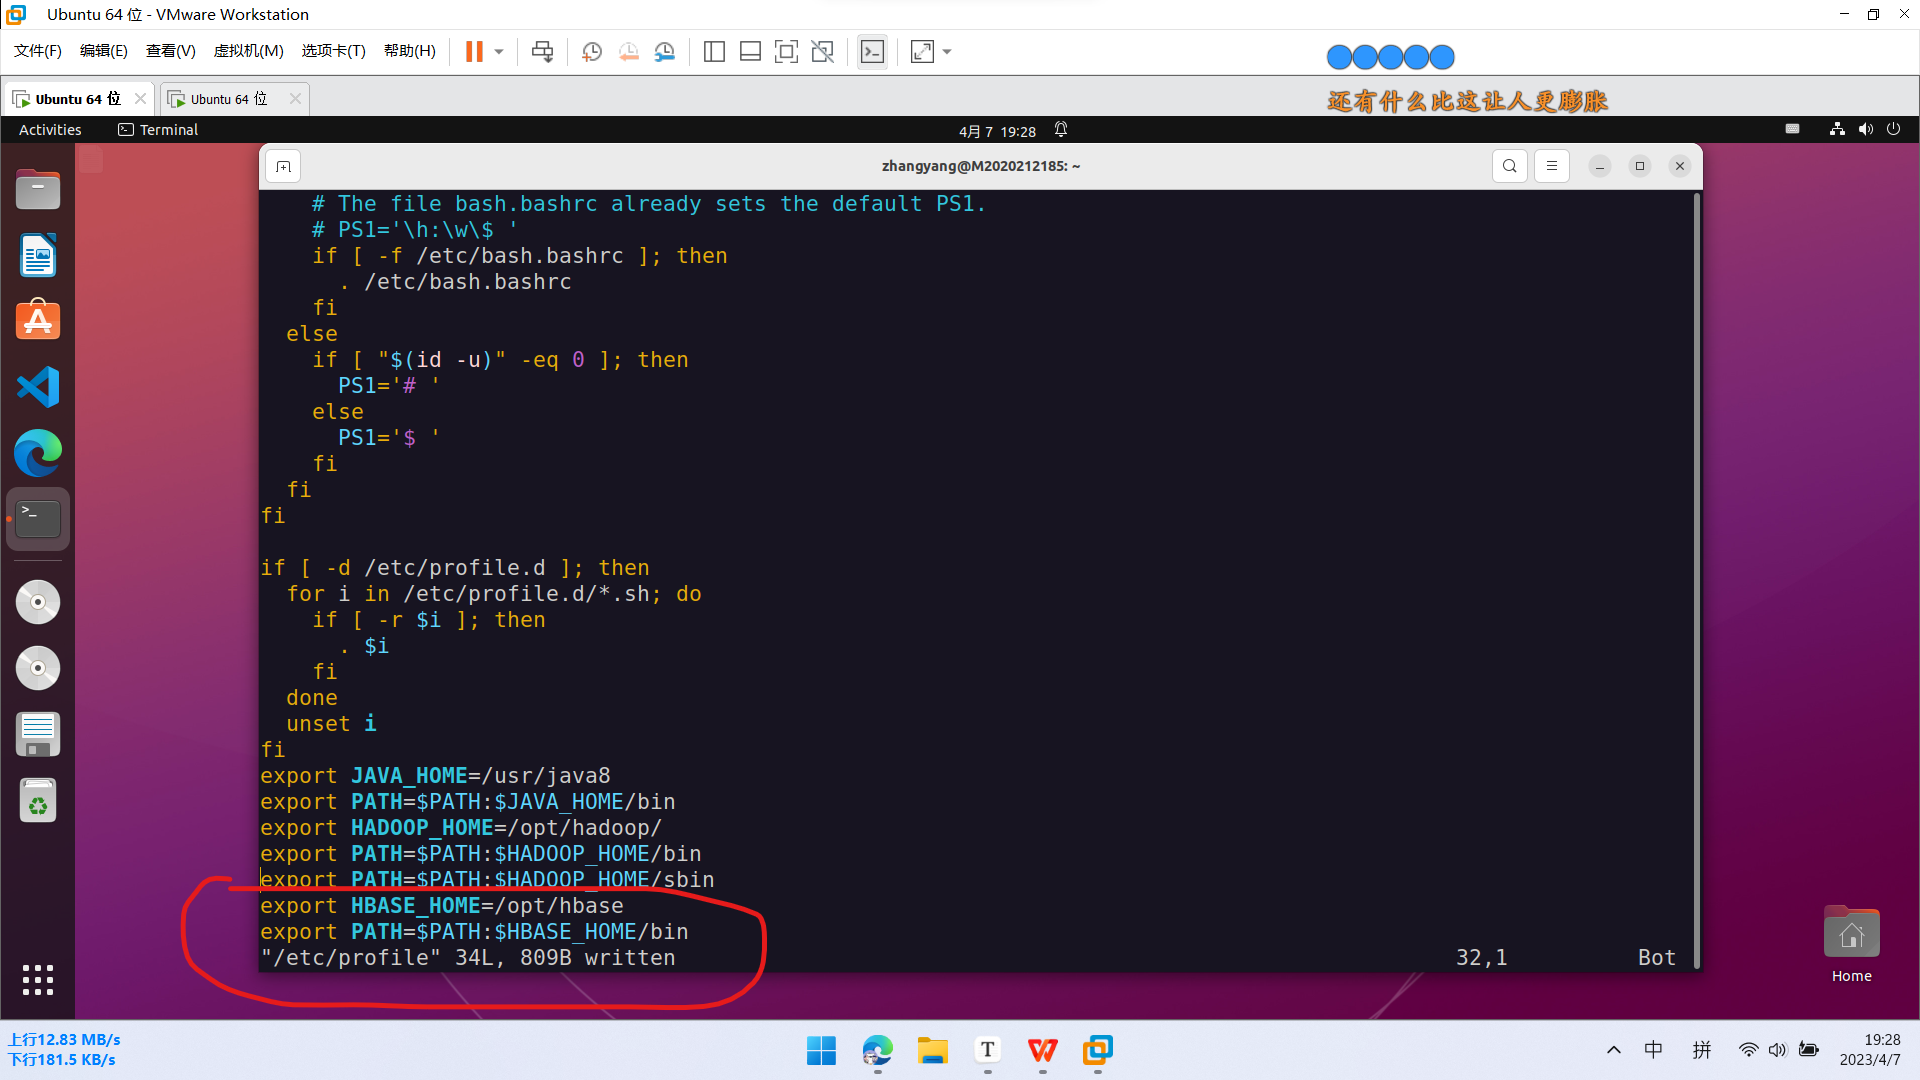 Ubuntu 64 位 - VMware Workstation
文件(F) 编辑(E) 查看(V) 虚拟机(M) 选项卡(T) 帮助(H)
Ubuntu 64 位 Ubuntu 64 位
还有什么比这让人更膨胀
Activities Terminal 4月 7 19:28
zhangyang@M2020212185: ~
# The file bash.bashrc already sets the default PS1.
# PS1='\h:\w\$ '
if [ -f /etc/bash.bashrc ]; then
. /etc/bash.bashrc
fi
else
if [ "$(id -u)" -eq 0 ]; then
PS1='# '
else
PS1='$ '
fi
fi
fi
if [ -d /etc/profile.d ]; then
for i in /etc/profile.d/*.sh; do
if [ -r $i ]; then
. $i
fi
done
unset i
fi
export JAVA_HOME=/usr/java8
export PATH=$PATH:$JAVA_HOME/bin
export HADOOP_HOME=/opt/hadoop/
export PATH=$PATH:$HADOOP_HOME/bin
export PATH=$PATH:$HADOOP_HOME/sbin
export HBASE_HOME=/opt/hbase
export PATH=$PATH:$HBASE_HOME/bin
"/etc/profile" 34L, 809B written 32,1 Bot
Home
上行12.83 MB/s
下行181.5 KB/s
中 拼
19:28
2023/4/7